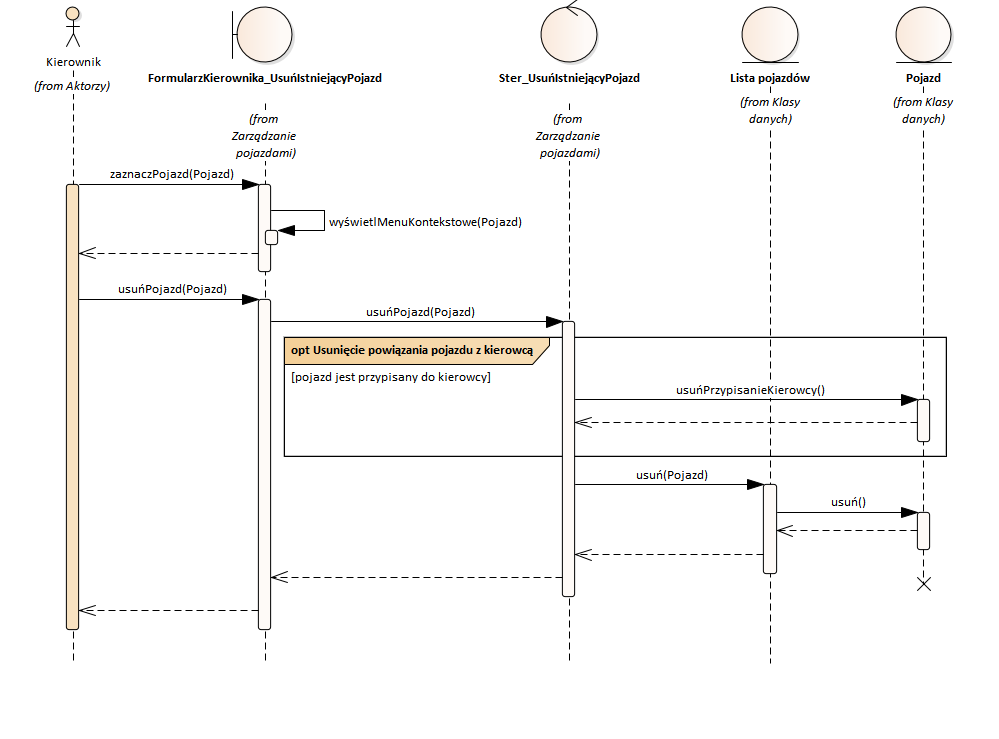 Kierownik
(from Aktorzy)
FormularzKierownika_UsuńIstniejącyPojazd
(from
Zarządzanie
pojazdami)
Ster_UsuńIstniejącyPojazd
(from
Zarządzanie
pojazdami)
Lista pojazdów
(from Klasy
danych)
Pojazd
(from Klasy
danych)
zaznaczPojazd(Pojazd)
wyświetlMenuKontekstowe(Pojazd)
usuńPojazd(Pojazd)
usuńPojazd(Pojazd)
opt Usunięcie powiązania pojazdu z kierowcą
[pojazd jest przypisany do kierowcy]
usuńPrzypisanieKierowcy()
usuń(Pojazd)
usuń()